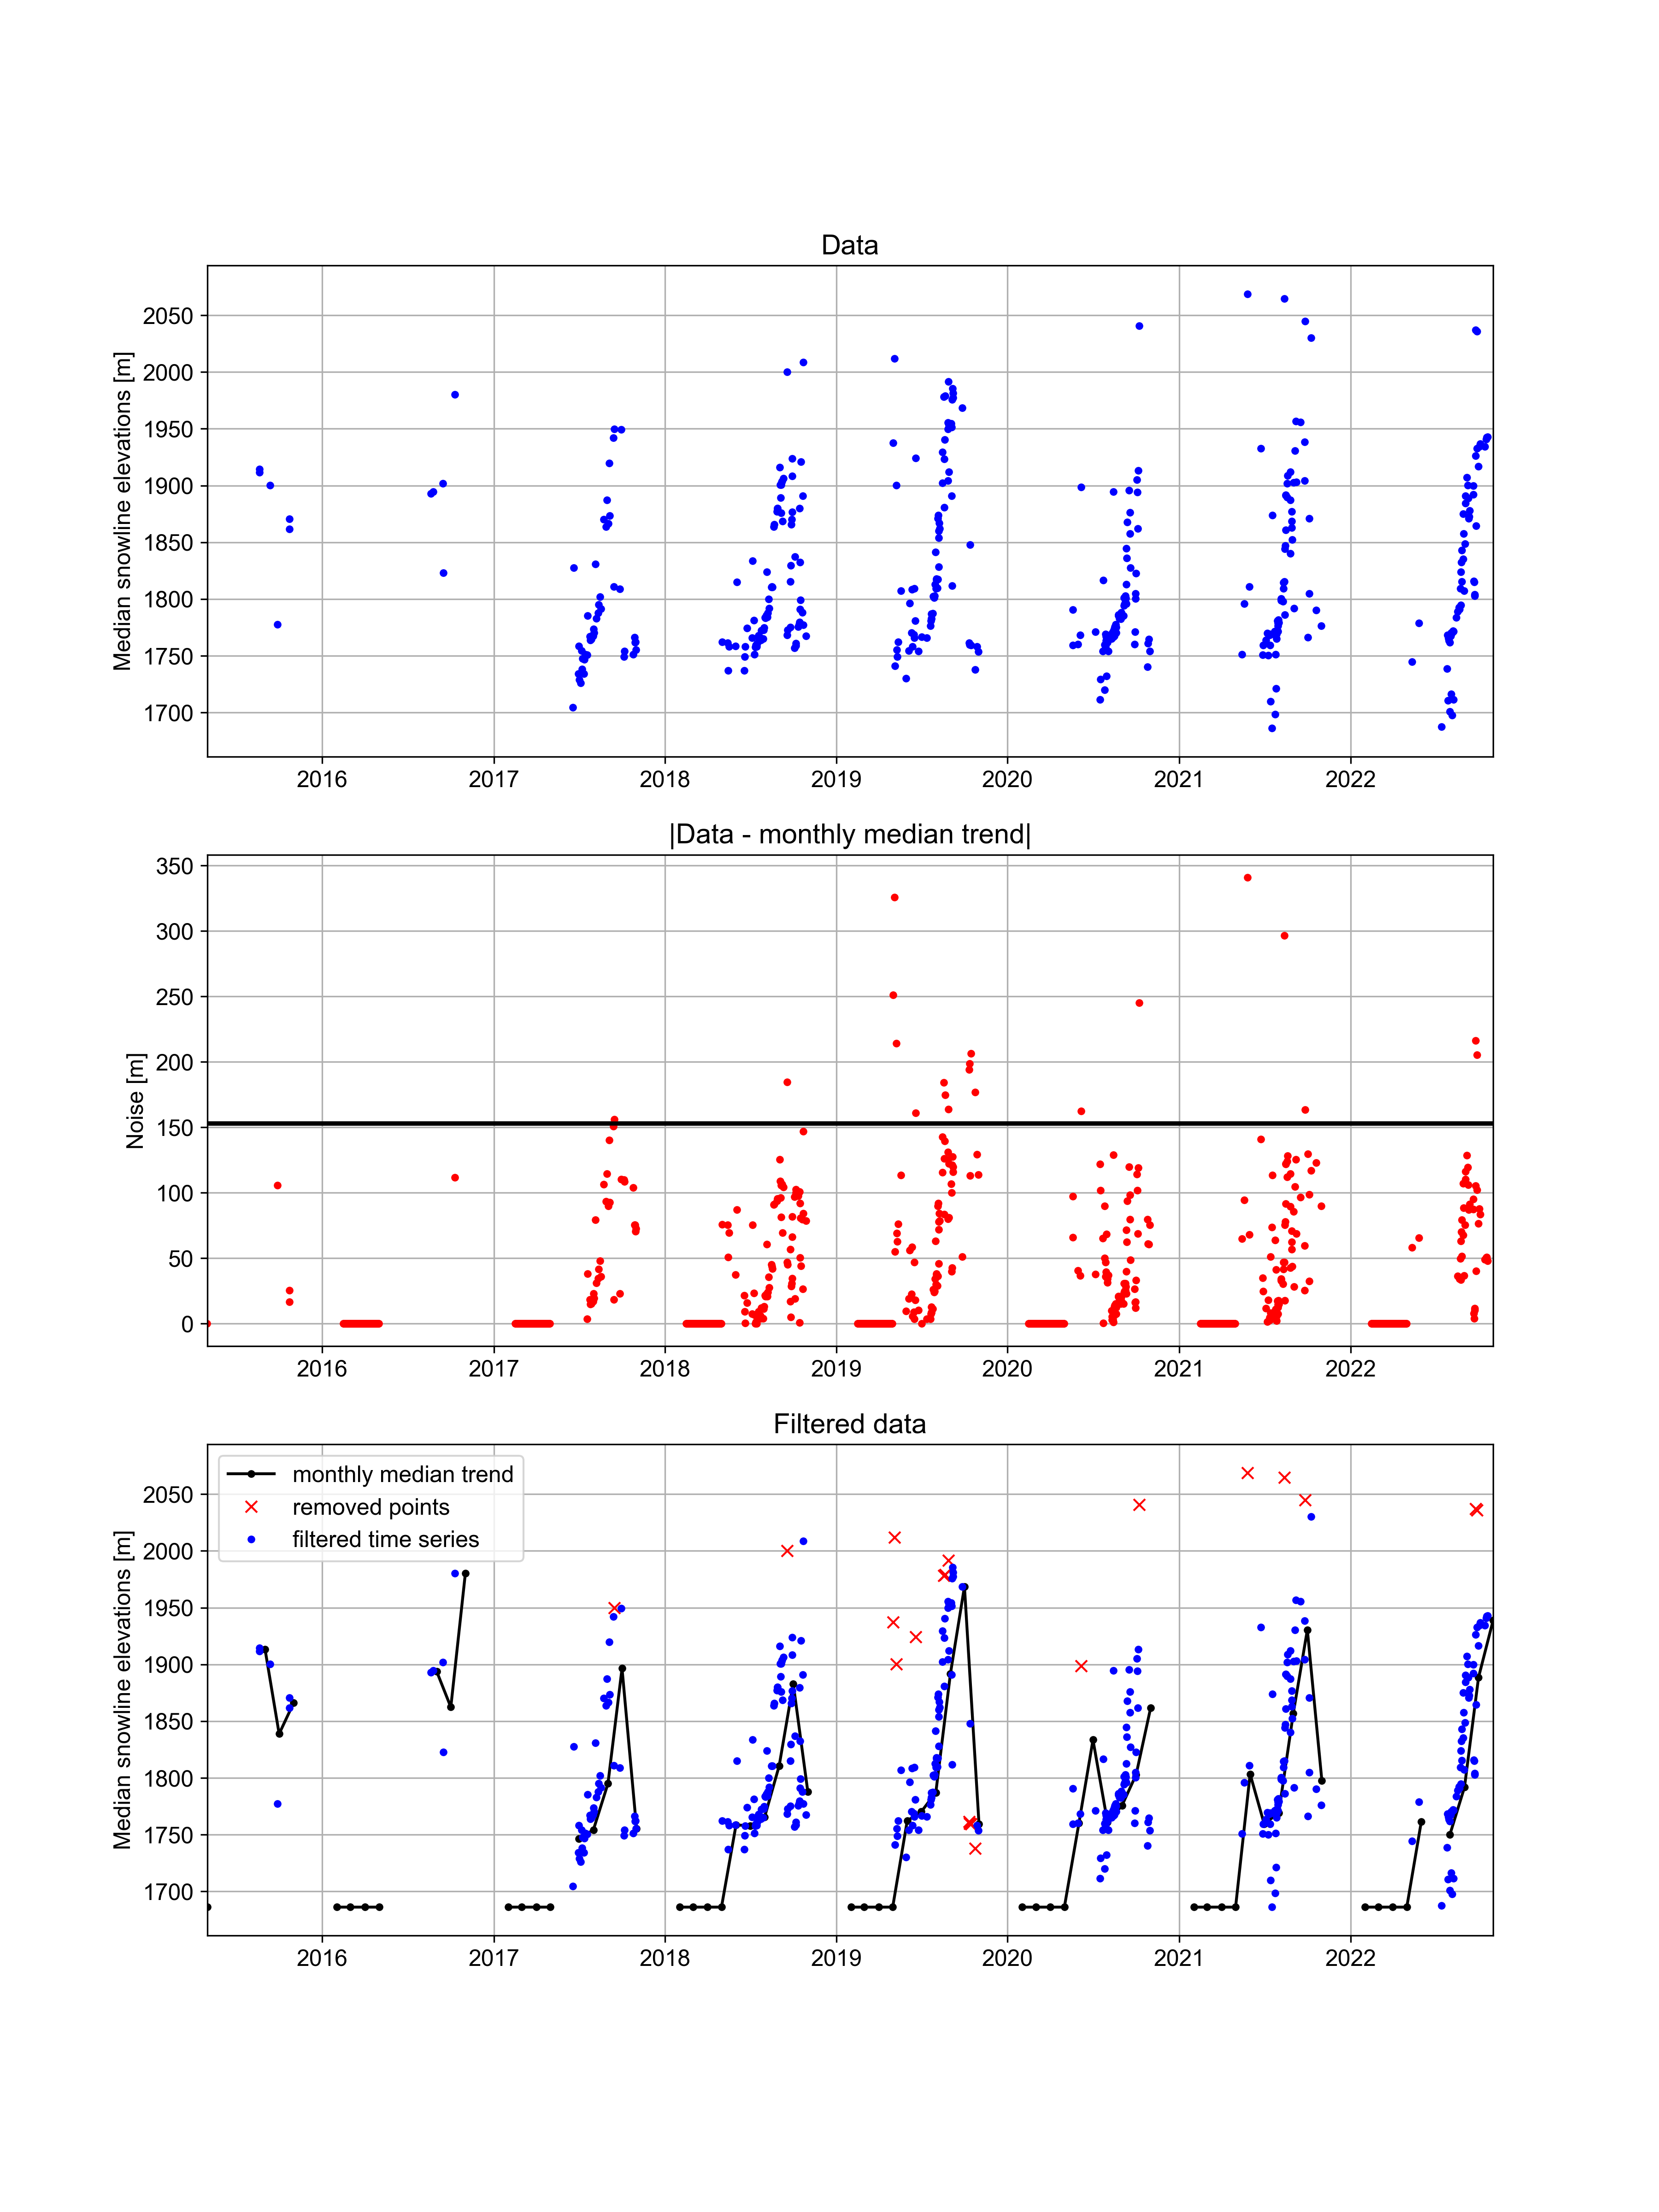 Data
Median snowline elevations [m]
2050
2000
1950
1900
1850
1800
1750
1700
2016 2017 2018 2019 2020 2021 2022
|Data - monthly median trend|
Noise [m]
350
300
250
200
150
100
50
0
2016 2017 2018 2019 2020 2021 2022
Filtered data
Median snowline elevations [m]
2050
2000
1950
1900
1850
1800
1750
1700
monthly median trend
removed points
filtered time series
2016 2017 2018 2019 2020 2021 2022